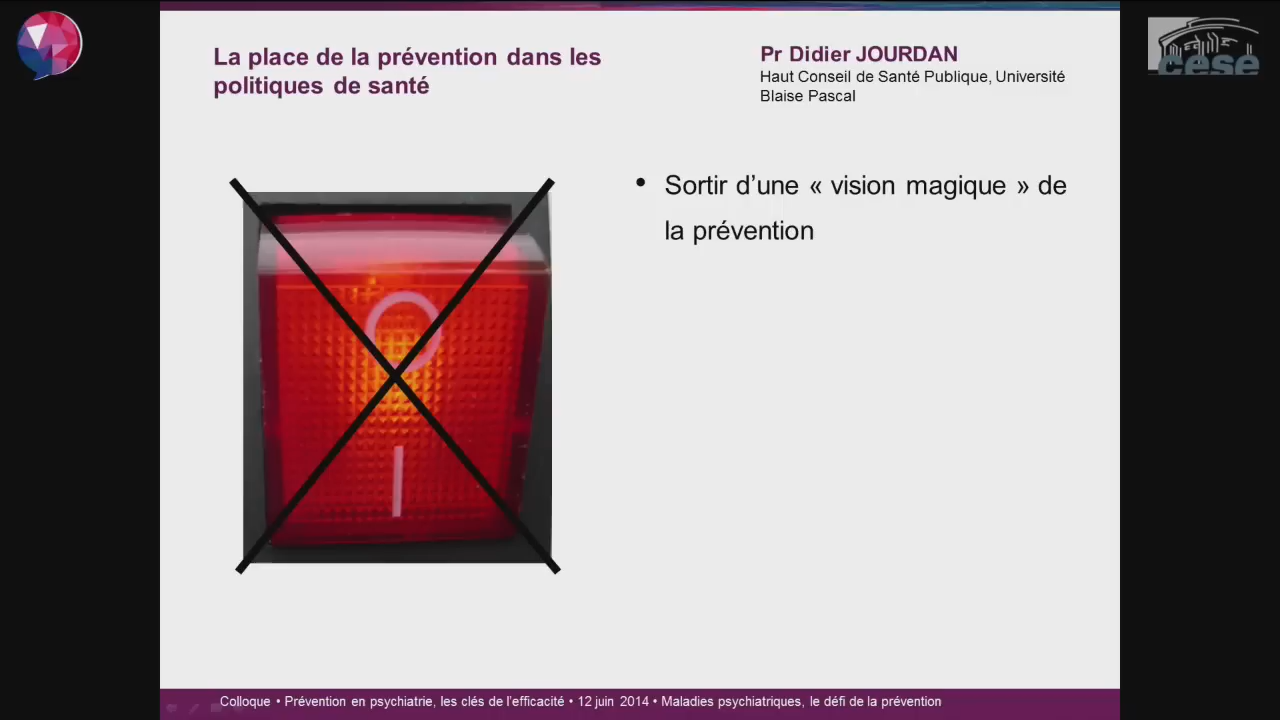 La place de la prévention dans les
politiques de santé
Pr Didier JOURDAN
Haut Conseil de Santé Publique, Université
Blaise Pascal
cese
• Sortir d’une « vision magique » de
la prévention
Colloque • Prévention en psychiatrie, les clés de l’efficacité • 12 juin 2014 • Maladies psychiatriques, le défi de la prévention